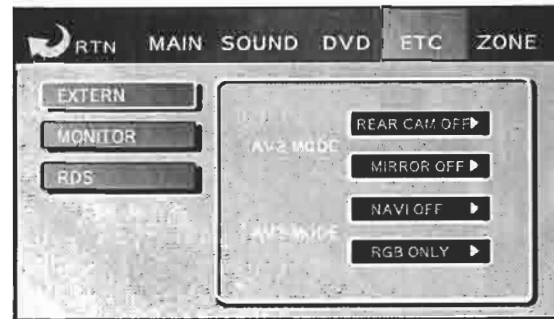 RTN MAIN SOUND DVD ETC ZONE
EXTERN
MONITOR
RDS
AV2 MODE
REAR CAM OFF
MIRROR OFF
NAVI OFF
RGB ONLY